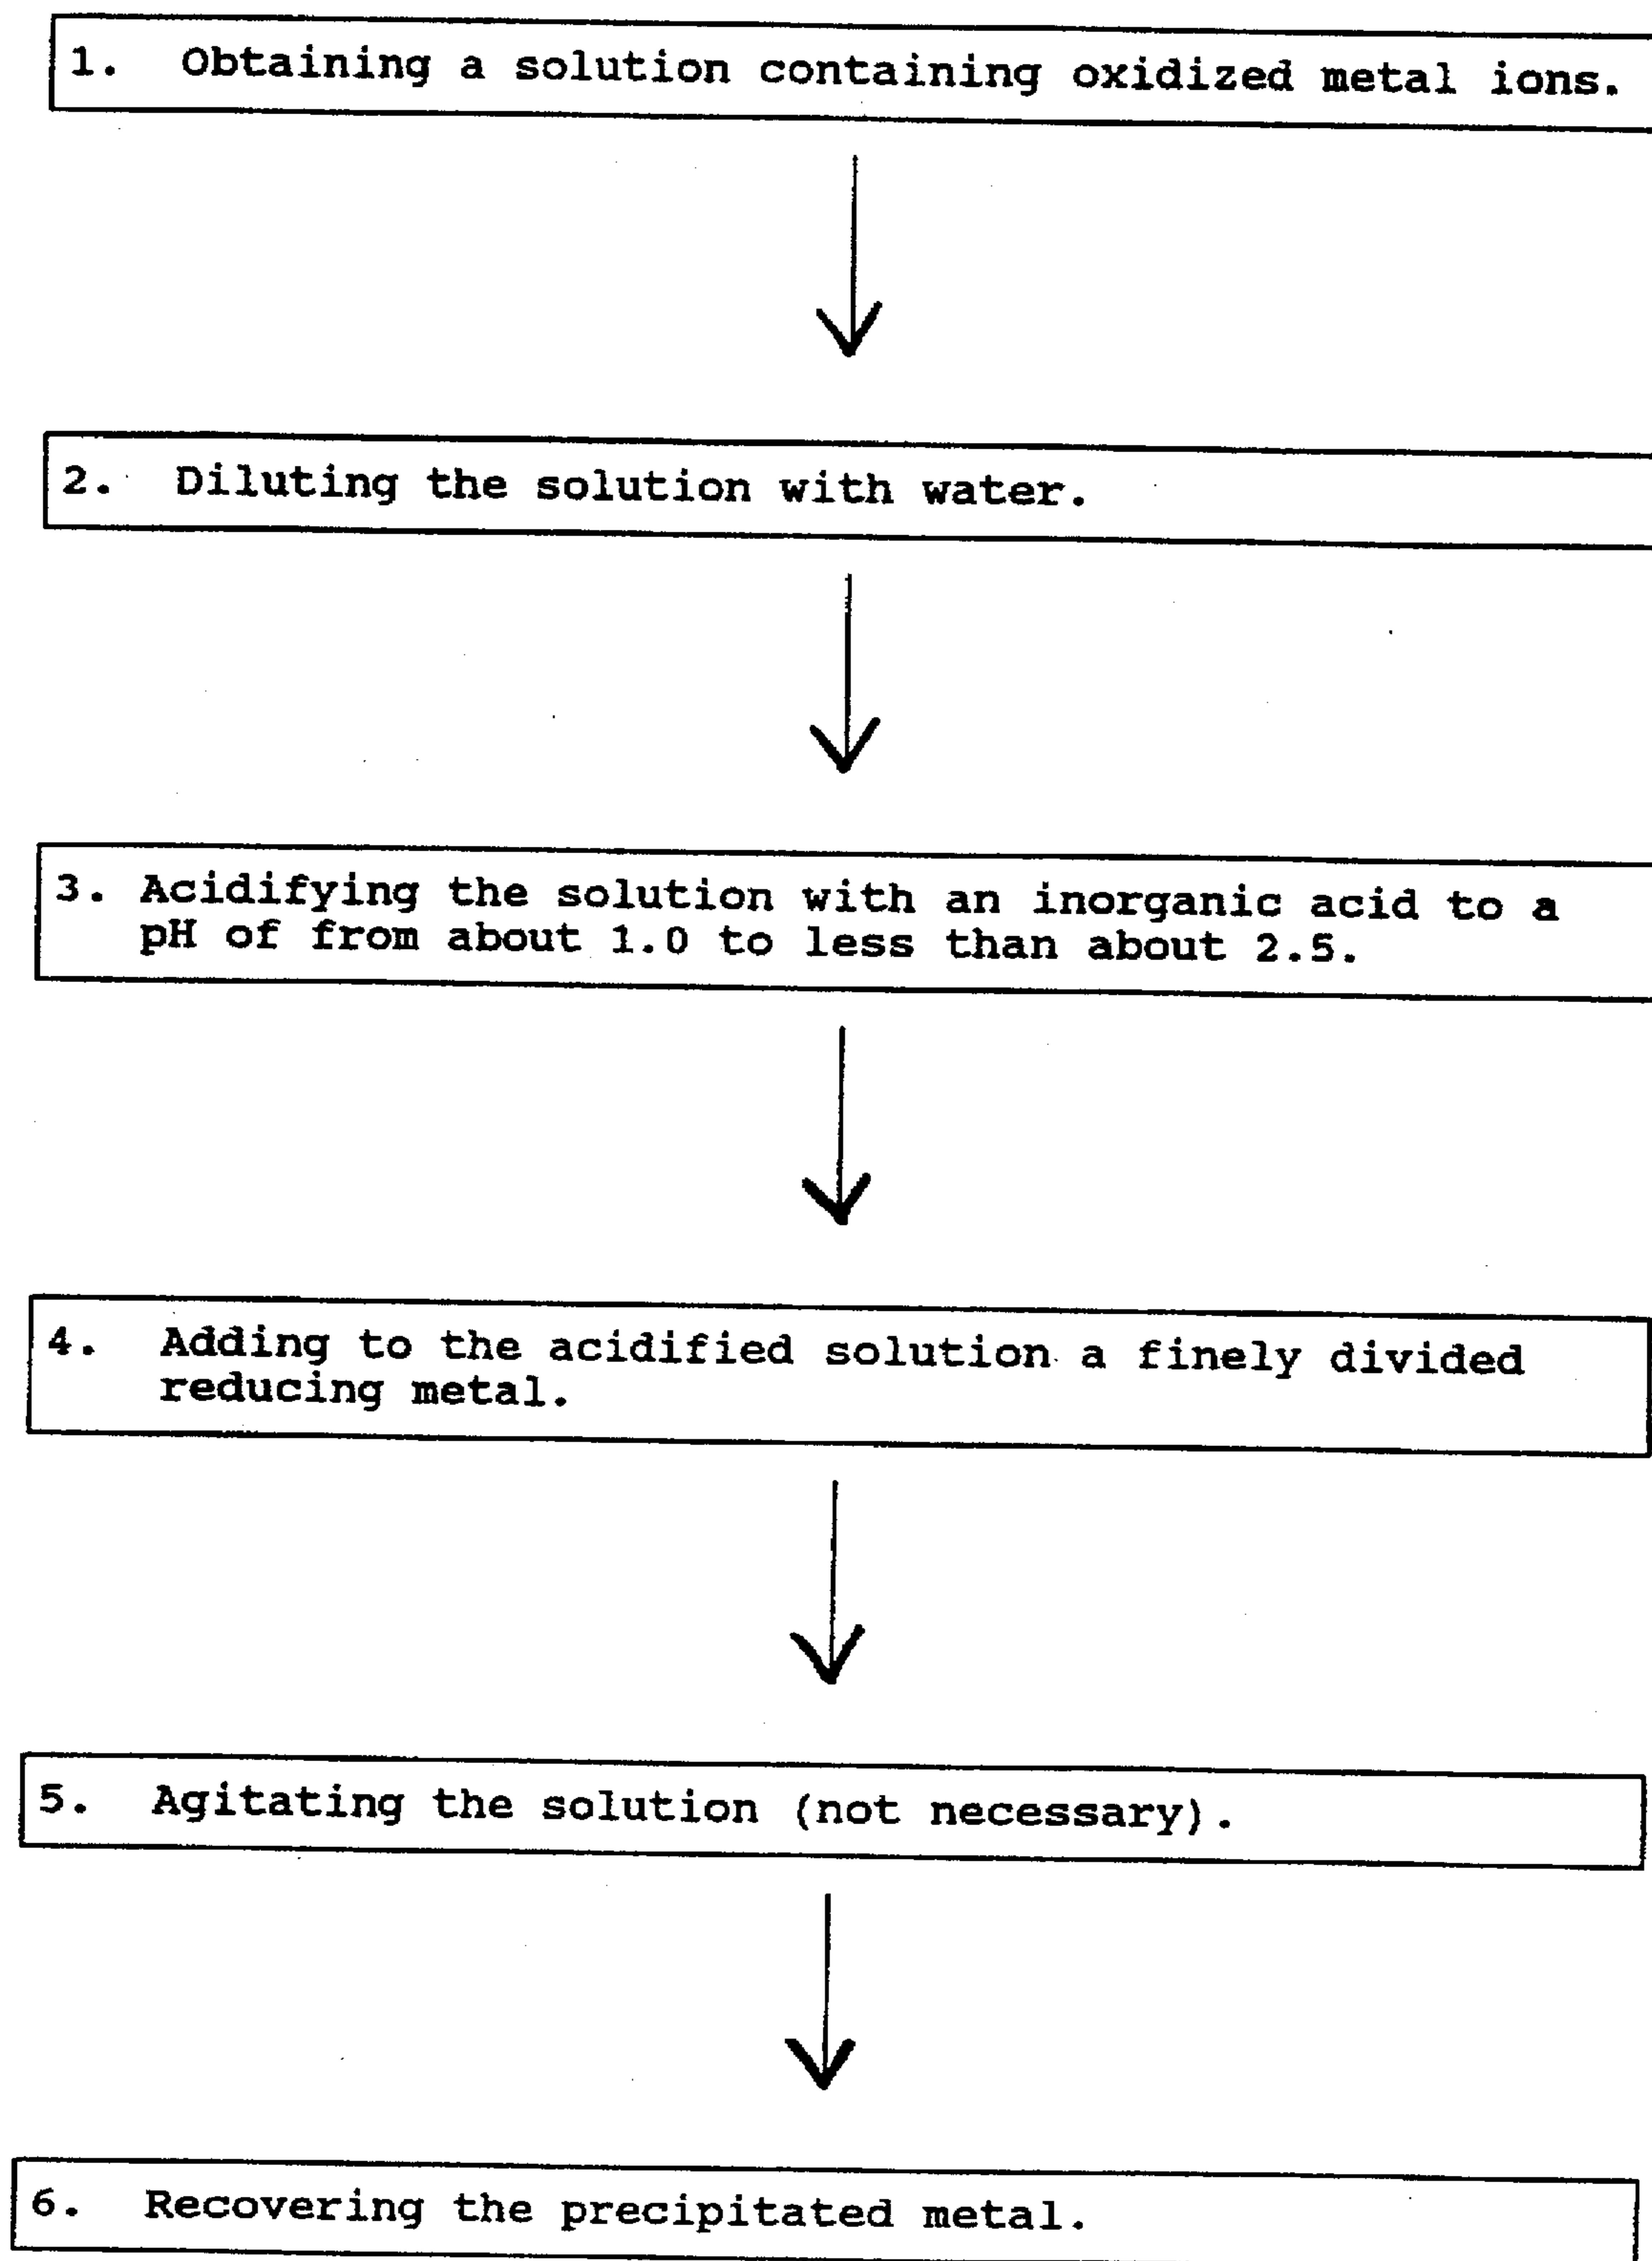 1. Obtaining a solution containing oxidized metal ions.
2. Diluting the solution with water.
3. Acidifying the solution with an inorganic acid to a
pH of from about 1.0 to less than about 2.5.
4. Adding to the acidified solution a finely divided
reducing metal.
5. Agitating the solution (not necessary).
6. Recovering the precipitated metal.